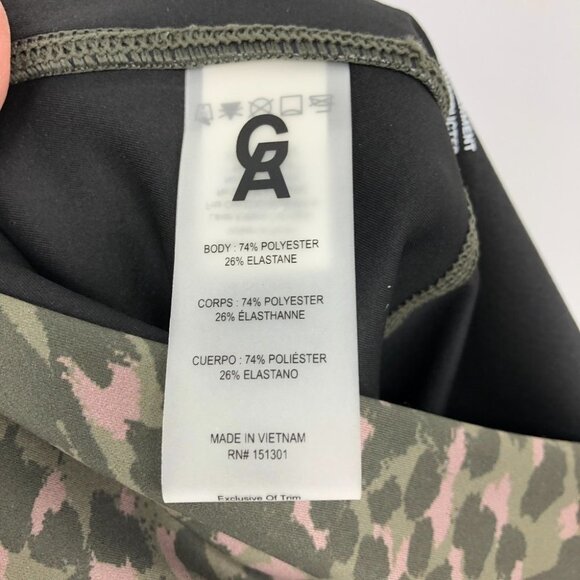 GA
BODY : 74% POLYESTER
26% ELASTANE
CORPS : 74% POLYESTER
26% ÉLASTHANNE
CUERPO : 74% POLIÉSTER
26% ELASTANO
MADE IN VIETNAM
RN# 151301
Exclusive Of Trim